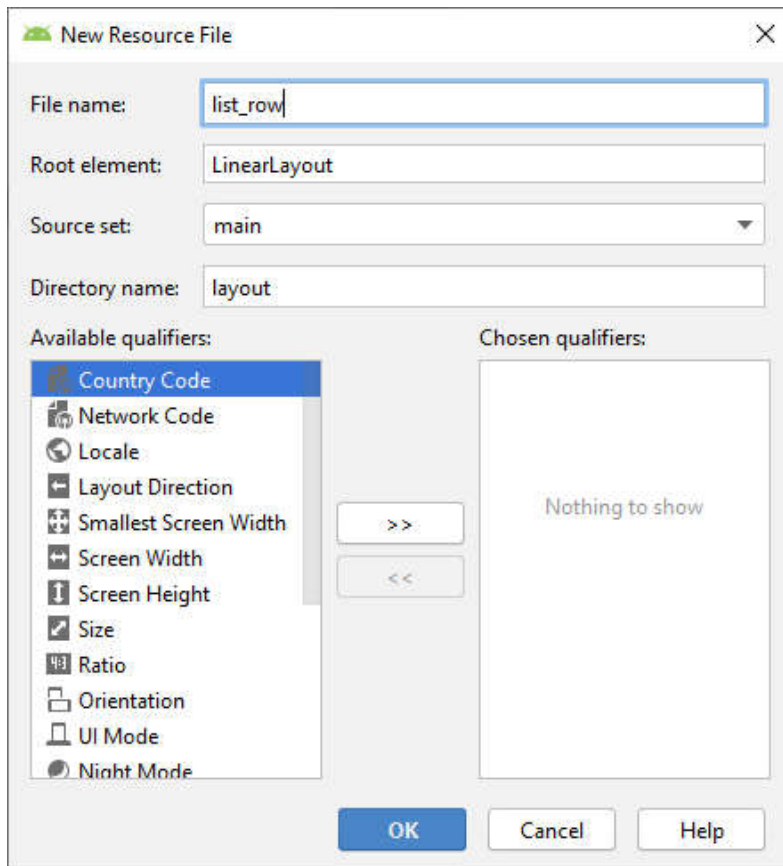 New Resource File
File name: list_row
Root element: LinearLayout
Source set: main
Directory name: layout
Available qualifiers: Chosen qualifiers:
Country Code
Network Code
Locale
Layout Direction
Smallest Screen Width
Screen Width
Screen Height
Size
Ratio
Orientation
UI Mode
Night Mode
>>
<<
Nothing to show
OK Cancel Help